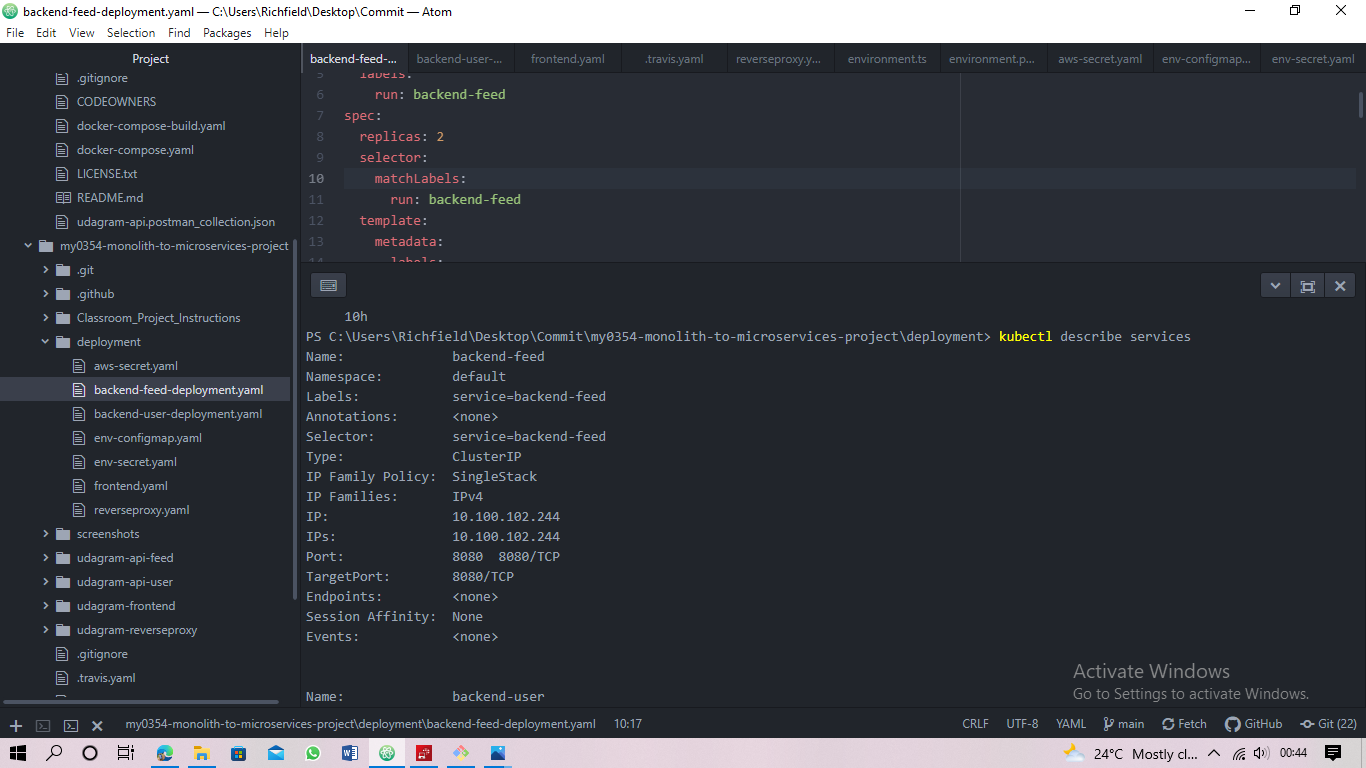 backend-feed-deployment.yaml — C:\Users\Richfield\Desktop\Commit — Atom
File Edit View Selection Find Packages Help
Project
.gitignore
CODEOWNERS
docker-compose-build.yaml
docker-compose.yaml
LICENSE.txt
README.md
udagram-api.postman_collection.json
my0354-monolith-to-microservices-project
.git
.github
Classroom_Project_Instructions
deployment
aws-secret.yaml
backend-feed-deployment.yaml
backend-user-deployment.yaml
env-configmap.yaml
env-secret.yaml
frontend.yaml
reverseproxy.yaml
screenshots
udagram-api-feed
udagram-api-user
udagram-frontend
udagram-reverseproxy
.gitignore
.travis.yaml
backend-feed-... backend-user-... frontend.yaml .travis.yaml reverseproxy.y... environment.ts environment.p... aws-secret.yaml env-configmap... env-secret.yaml
5 labels:
6 run: backend-feed
7 spec:
8 replicas: 2
9 selector:
10 matchLabels:
11 run: backend-feed
12 template:
13 metadata:
14 labels:
10h
PS C:\Users\Richfield\Desktop\Commit\my0354-monolith-to-microservices-project\deployment> kubectl describe services
Name: backend-feed
Namespace: default
Labels: service=backend-feed
Annotations: <none>
Selector: service=backend-feed
Type: ClusterIP
IP Family Policy: SingleStack
IP Families: IPv4
IP: 10.100.102.244
IPs: 10.100.102.244
Port: 8080 8080/TCP
TargetPort: 8080/TCP
Endpoints: <none>
Session Affinity: None
Events: <none>
Name: backend-user
Activate Windows
Go to Settings to activate Windows.
my0354-monolith-to-microservices-project\deployment\backend-feed-deployment.yaml 10:17 CRLF UTF-8 YAML main Fetch GitHub Git (22)
24°C Mostly cl... 00:44